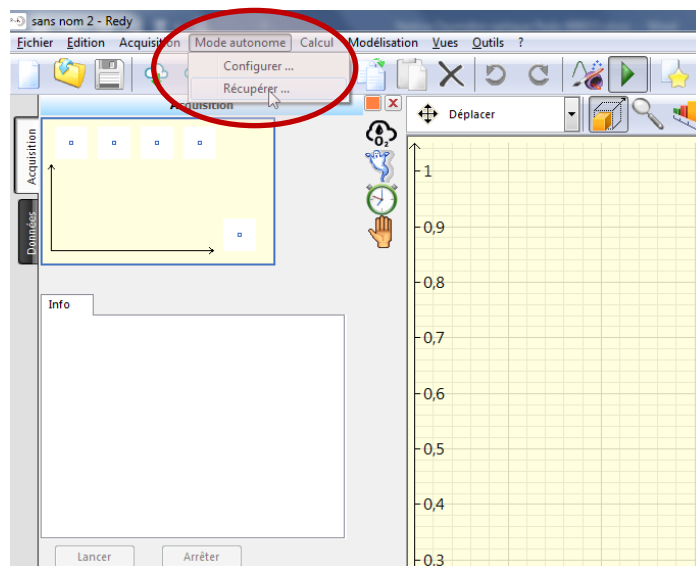 sans nom 2 - Redy
Fichier Edition Acquisition Mode autonome Calcul Modélisation Vues Outils ?
Configurer ...
Récupérer ...
Acquisition
Déplacer
Acquisition
Données
O₂
Info
Lancer Arrêter
1
0,9
0,8
0,7
0,6
0,5
0,4
0,3